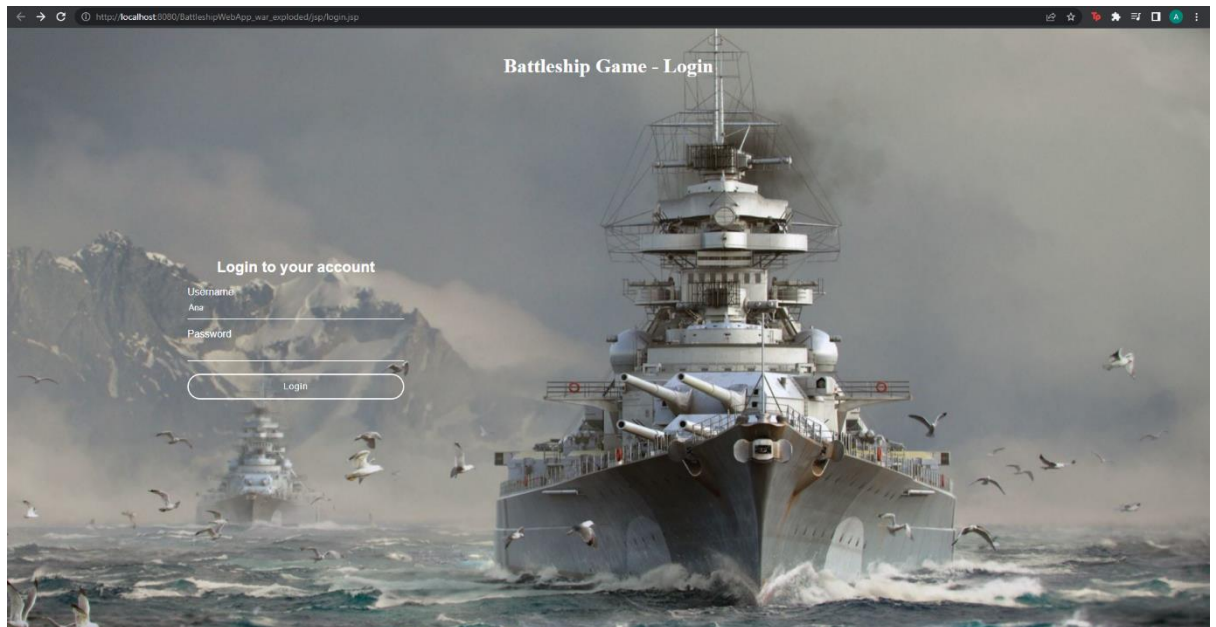 http://localhost:8080/BattleshipWebApp_war_exploded/jsp/login.jsp
A
Battleship Game - Login
Login to your account
Username
Ana
Password
Login